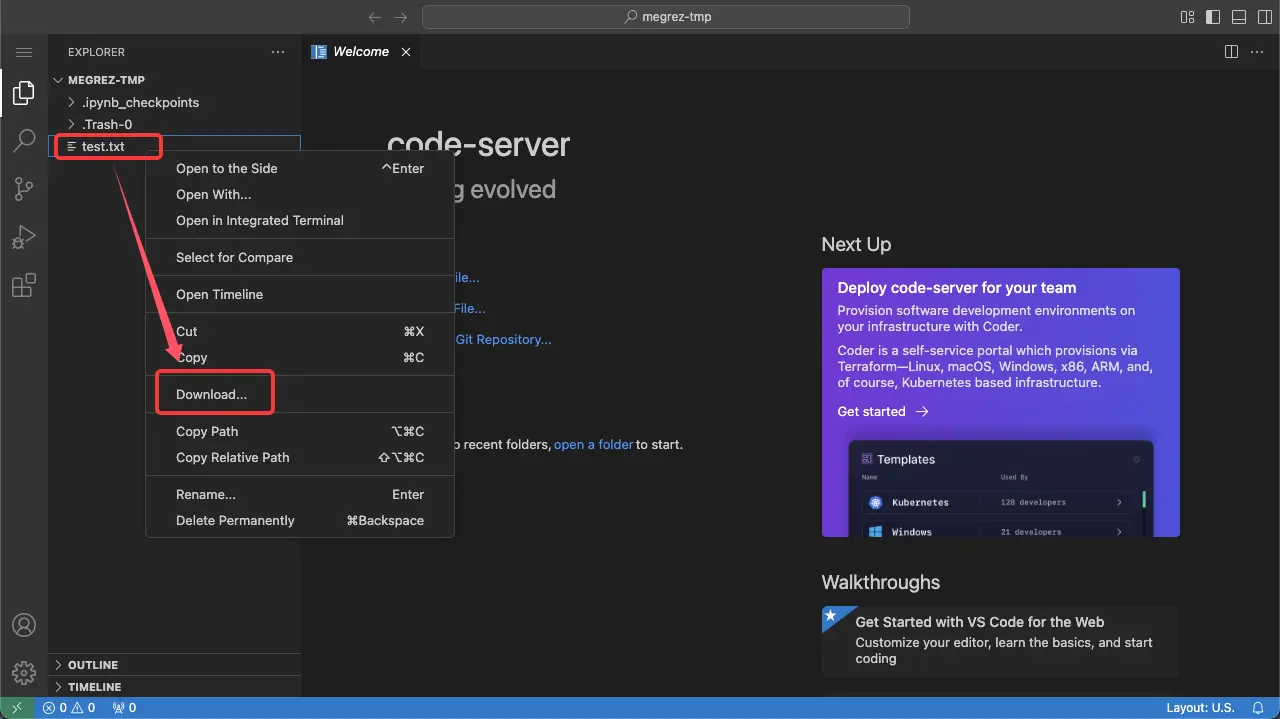 megrez-tmp
EXPLORER
Welcome
MEGREZ-TMP
.ipynb_checkpoints
.Trash-0
test.txt
code-server
g evolved
Open to the Side ^Enter
Open With...
Open in Integrated Terminal
Select for Compare
Open Timeline
Cut ⌘X
Copy ⌘C
Download...
Copy Path ⌥⌘C
Copy Relative Path ⇧⌥⌘C
Rename... Enter
Delete Permanently ⌘Backspace
ile...
File...
Git Repository...
o recent folders, open a folder to start.
Next Up
Deploy code-server for your team
Provision software development environments on
your infrastructure with Coder.
Coder is a self-service portal which provisions via
Terraform—Linux, macOS, Windows, x86, ARM, and,
of course, Kubernetes based infrastructure.
Get started →
Templates
Name Used By
Kubernetes 128 developers
Windows 21 developers
Walkthroughs
Get Started with VS Code for the Web
Customize your editor, learn the basics, and start
coding
OUTLINE
TIMELINE
0 0 0
Layout: U.S.